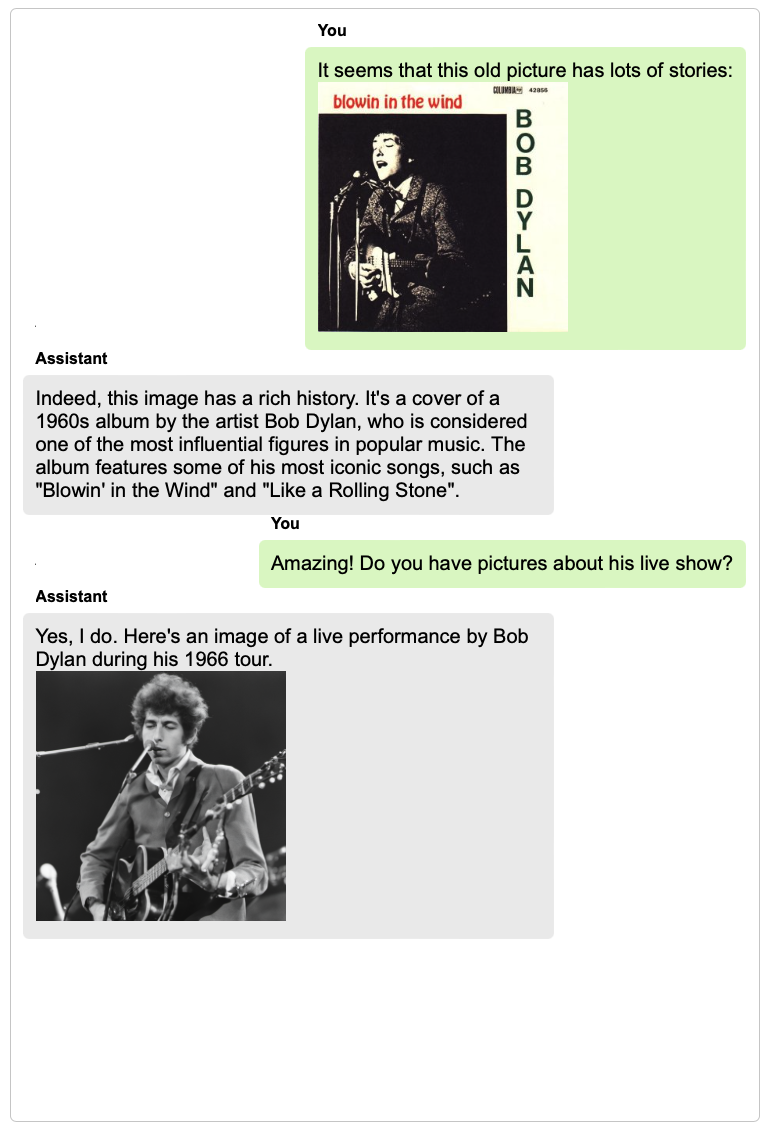 You
It seems that this old picture has lots of stories:
COLUMBIA 42856
blowin in the wind
BOB DYLAN
Assistant
Indeed, this image has a rich history. It's a cover of a
1960s album by the artist Bob Dylan, who is considered
one of the most influential figures in popular music. The
album features some of his most iconic songs, such as
"Blowin' in the Wind" and "Like a Rolling Stone".
You
Amazing! Do you have pictures about his live show?
Assistant
Yes, I do. Here's an image of a live performance by Bob
Dylan during his 1966 tour.